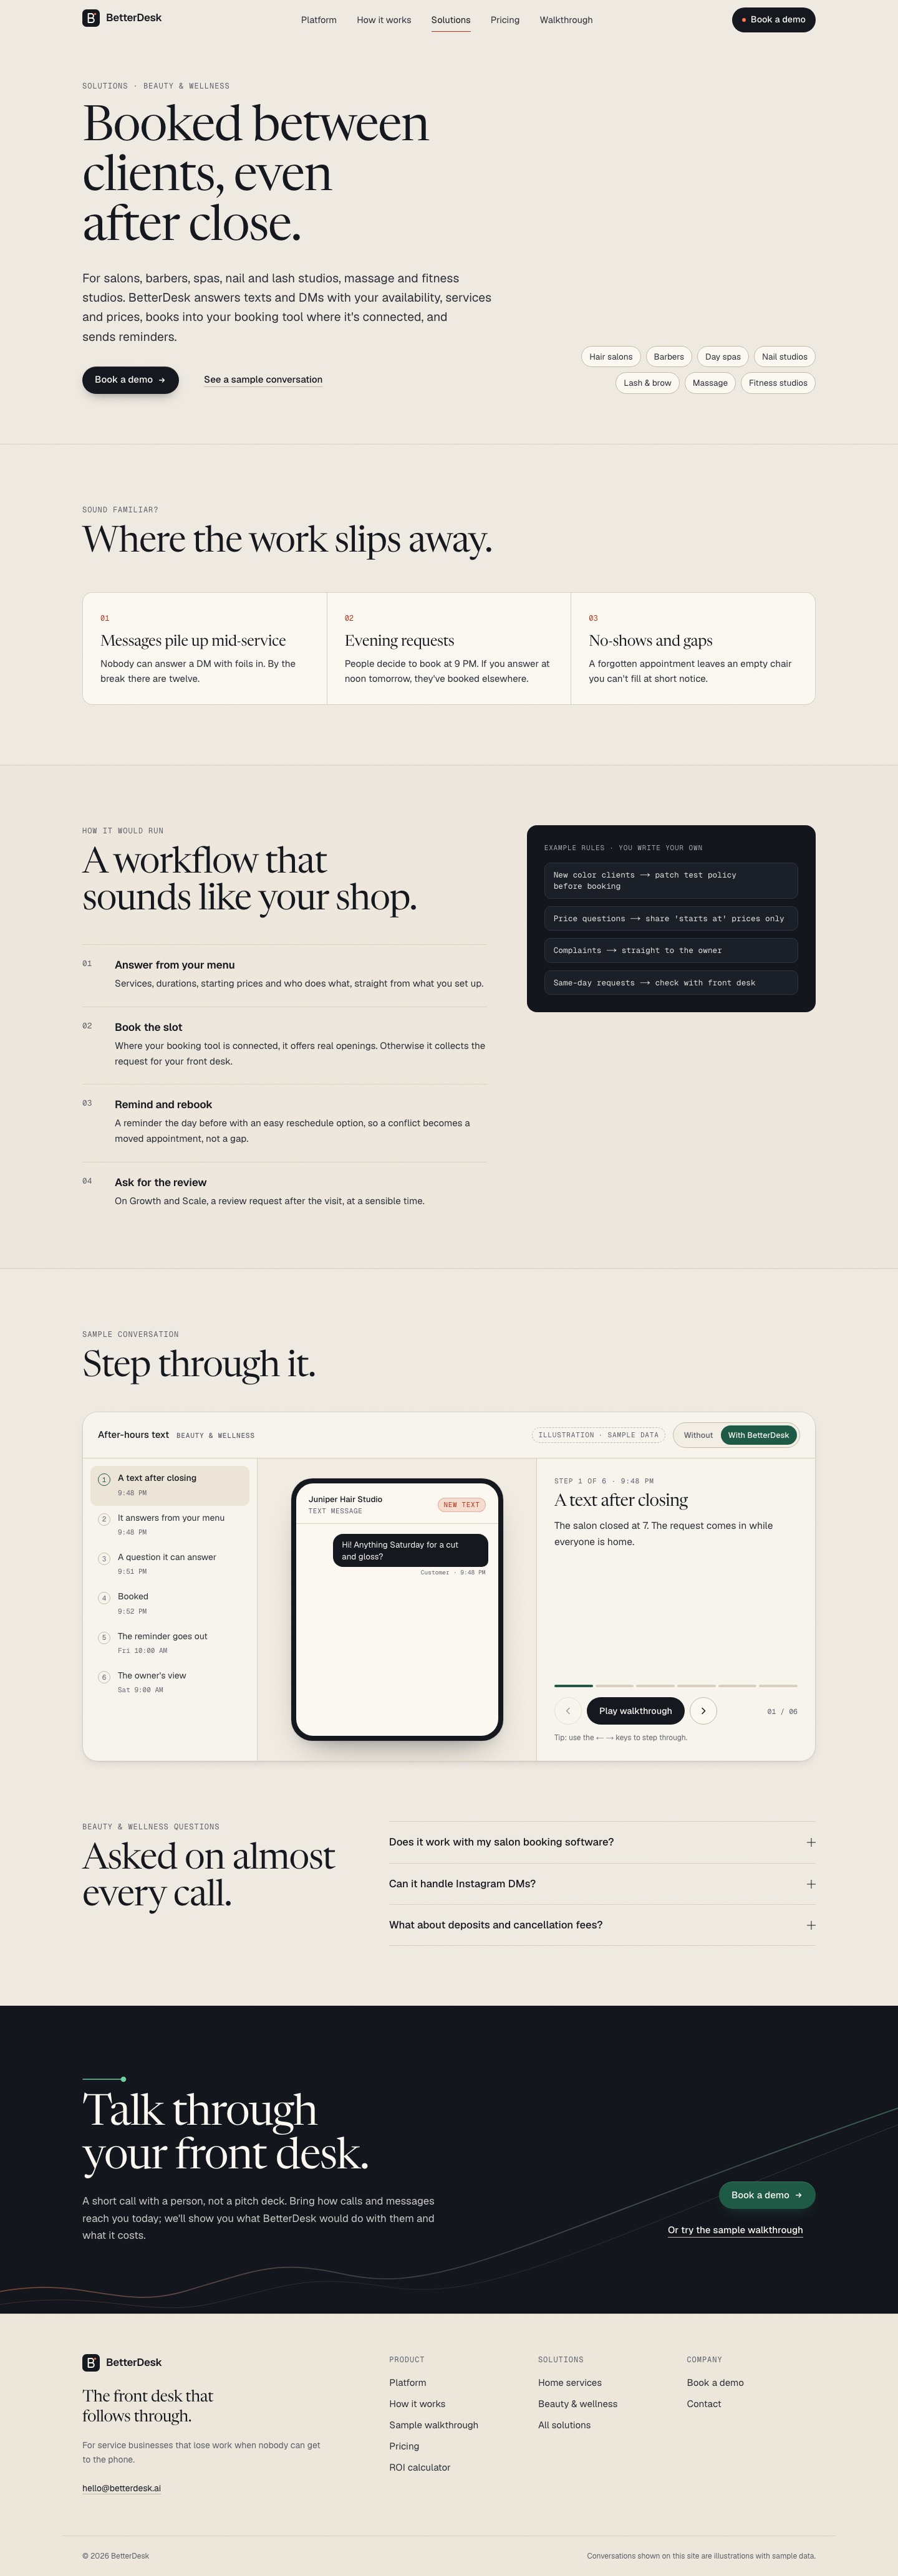 BetterDesk
Platform
How it works
Solutions
Pricing
Walkthrough
Book a demo
SOLUTIONS · BEAUTY & WELLNESS
Booked between
clients, even
after close.
For salons, barbers, spas, nail and lash studios, massage and fitness
studios. BetterDesk answers texts and DMs with your availability, services
and prices, books into your booking tool where it's connected, and
sends reminders.
Book a demo →
See a sample conversation
Hair salons
Barbers
Day spas
Nail studios
Lash & brow
Massage
Fitness studios
SOUND FAMILIAR?
Where the work slips away.
01
Messages pile up mid-service
Nobody can answer a DM with foils in. By the
break there are twelve.
02
Evening requests
People decide to book at 9 PM. If you answer at
noon tomorrow, they've booked elsewhere.
03
No-shows and gaps
A forgotten appointment leaves an empty chair
you can't fill at short notice.
HOW IT WOULD RUN
A workflow that
sounds like your shop.
01
Answer from your menu
Services, durations, starting prices and who does what, straight from what you set up.
02
Book the slot
Where your booking tool is connected, it offers real openings. Otherwise it collects the
request for your front desk.
03
Remind and rebook
A reminder the day before with an easy reschedule option, so a conflict becomes a
moved appointment, not a gap.
04
Ask for the review
On Growth and Scale, a review request after the visit, at a sensible time.
EXAMPLE RULES · YOU WRITE YOUR OWN
New color clients → patch test policy
before booking
Price questions → share 'starts at' prices only
Complaints → straight to the owner
Same-day requests → check with front desk
SAMPLE CONVERSATION
Step through it.
After-hours text BEAUTY & WELLNESS
ILLUSTRATION · SAMPLE DATA
Without
With BetterDesk
1
A text after closing
9:48 PM
2
It answers from your menu
9:48 PM
3
A question it can answer
9:51 PM
4
Booked
9:52 PM
5
The reminder goes out
Fri 10:00 AM
6
The owner's view
Sat 9:00 AM
Juniper Hair Studio
TEXT MESSAGE
NEW TEXT
Hi! Anything Saturday for a cut
and gloss?
Customer · 9:48 PM
STEP 1 OF 6 · 9:48 PM
A text after closing
The salon closed at 7. The request comes in while
everyone is home.
Play walkthrough
01 / 06
Tip: use the ← → keys to step through.
BEAUTY & WELLNESS QUESTIONS
Asked on almost
every call.
Does it work with my salon booking software?
Can it handle Instagram DMs?
What about deposits and cancellation fees?
Talk through
your front desk.
A short call with a person, not a pitch deck. Bring how calls and messages
reach you today; we'll show you what BetterDesk would do with them and
what it costs.
Book a demo →
Or try the sample walkthrough
BetterDesk
The front desk that
follows through.
For service businesses that lose work when nobody can get
to the phone.
hello@betterdesk.ai
PRODUCT
Platform
How it works
Sample walkthrough
Pricing
ROI calculator
SOLUTIONS
Home services
Beauty & wellness
All solutions
COMPANY
Book a demo
Contact
© 2026 BetterDesk
Conversations shown on this site are illustrations with sample data.